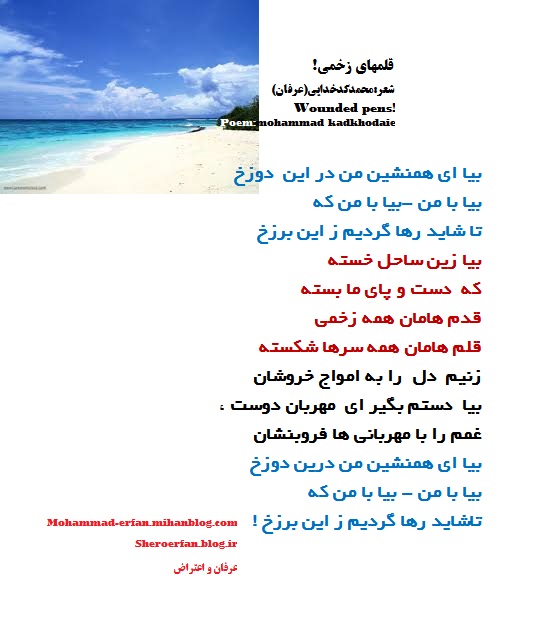 قلمهای زخمی!
شعر:محمدکدخدایی(عرفان)
Wounded pens!
Poem:mohammad kadkhodaie
بیا ای همنشین من در این دوزخ
بیا با من -بیا با من که
تا شاید رها گردیم ز این برزخ
بیا زین ساحل خسته
که دست و پای ما بسته
قدم هامان همه زخمی
قلم هامان همه سرها شکسته
زنیم دل را به امواج خروشان
بیا دستم بگیر ای مهربان دوست ؛
غمم را با مهربانی ها فروبنشان
بیا ای همنشین من درین دوزخ
بیا با من - بیا با من که
تاشاید رها گردیم ز این برزخ !
Mohammad-erfan.mihanblog.com
Sheroerfan.blog.ir
عرفان و اعتراض